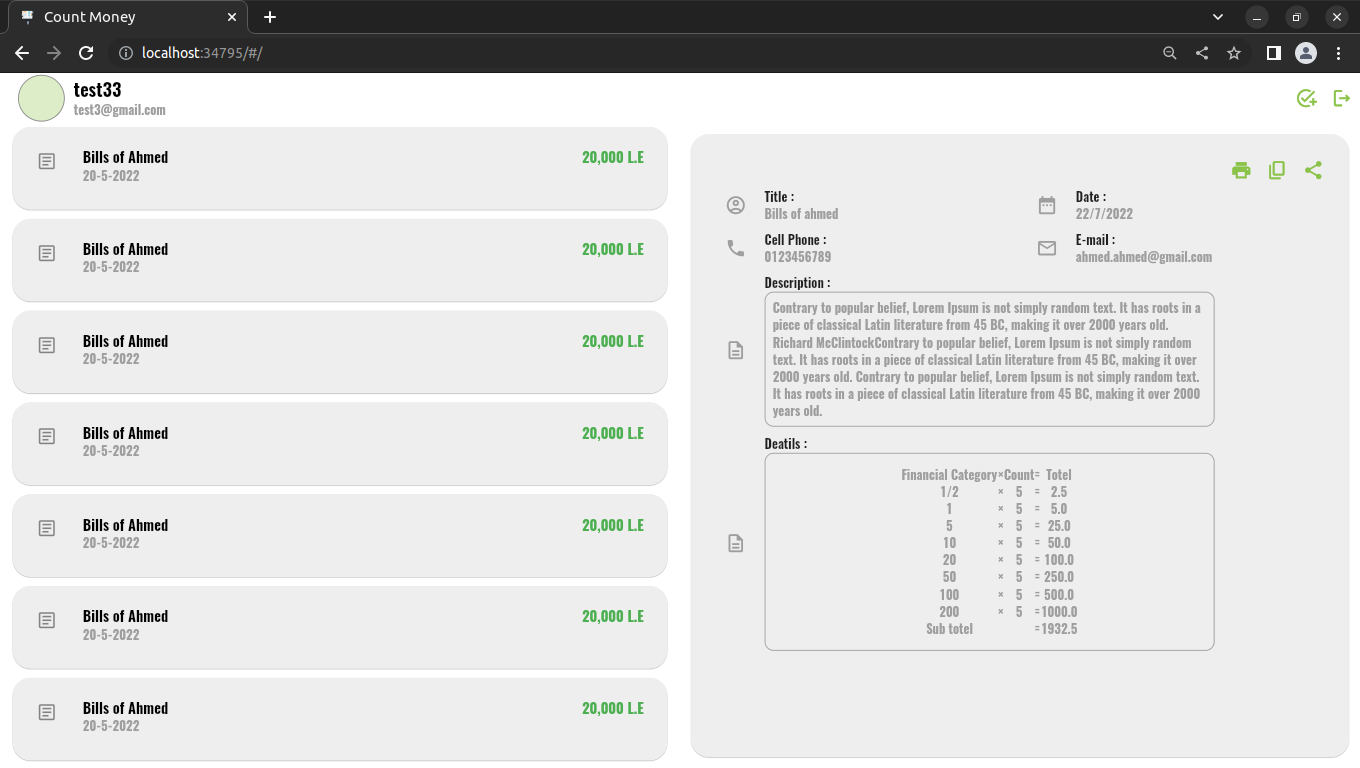 Count Money
localhost:34795/#/
test33
test3@gmail.com
Bills of Ahmed 20,000 L.E
20-5-2022
Bills of Ahmed 20,000 L.E
20-5-2022
Bills of Ahmed 20,000 L.E
20-5-2022
Bills of Ahmed 20,000 L.E
20-5-2022
Bills of Ahmed 20,000 L.E
20-5-2022
Bills of Ahmed 20,000 L.E
20-5-2022
Bills of Ahmed 20,000 L.E
20-5-2022
Title : Date :
Bills of ahmed 22/7/2022
Cell Phone : E-mail :
0123456789 ahmed.ahmed@gmail.com
Description :
Contrary to popular belief, Lorem Ipsum is not simply random text. It has roots in a
piece of classical Latin literature from 45 BC, making it over 2000 years old.
Richard McClintockContrary to popular belief, Lorem Ipsum is not simply random
text. It has roots in a piece of classical Latin literature from 45 BC, making it over
2000 years old. Contrary to popular belief, Lorem Ipsum is not simply random text.
It has roots in a piece of classical Latin literature from 45 BC, making it over 2000
years old.
Deatils :
Financial Category×Count= Total
1/2 × 5 = 2.5
1 × 5 = 5.0
5 × 5 = 25.0
10 × 5 = 50.0
20 × 5 = 100.0
50 × 5 = 250.0
100 × 5 = 500.0
200 × 5 =1000.0
Sub total =1932.5